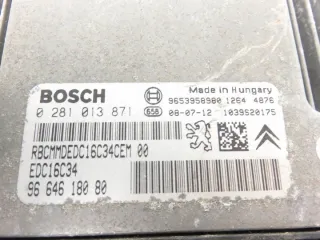 BOSCH
Made in Hungary
9653958980 1264 4876
0 281 013 871
658 08-07-12 1039S20175
RBCMMDEDC16C34CEM 00
EDC16C34
96 646 180 80